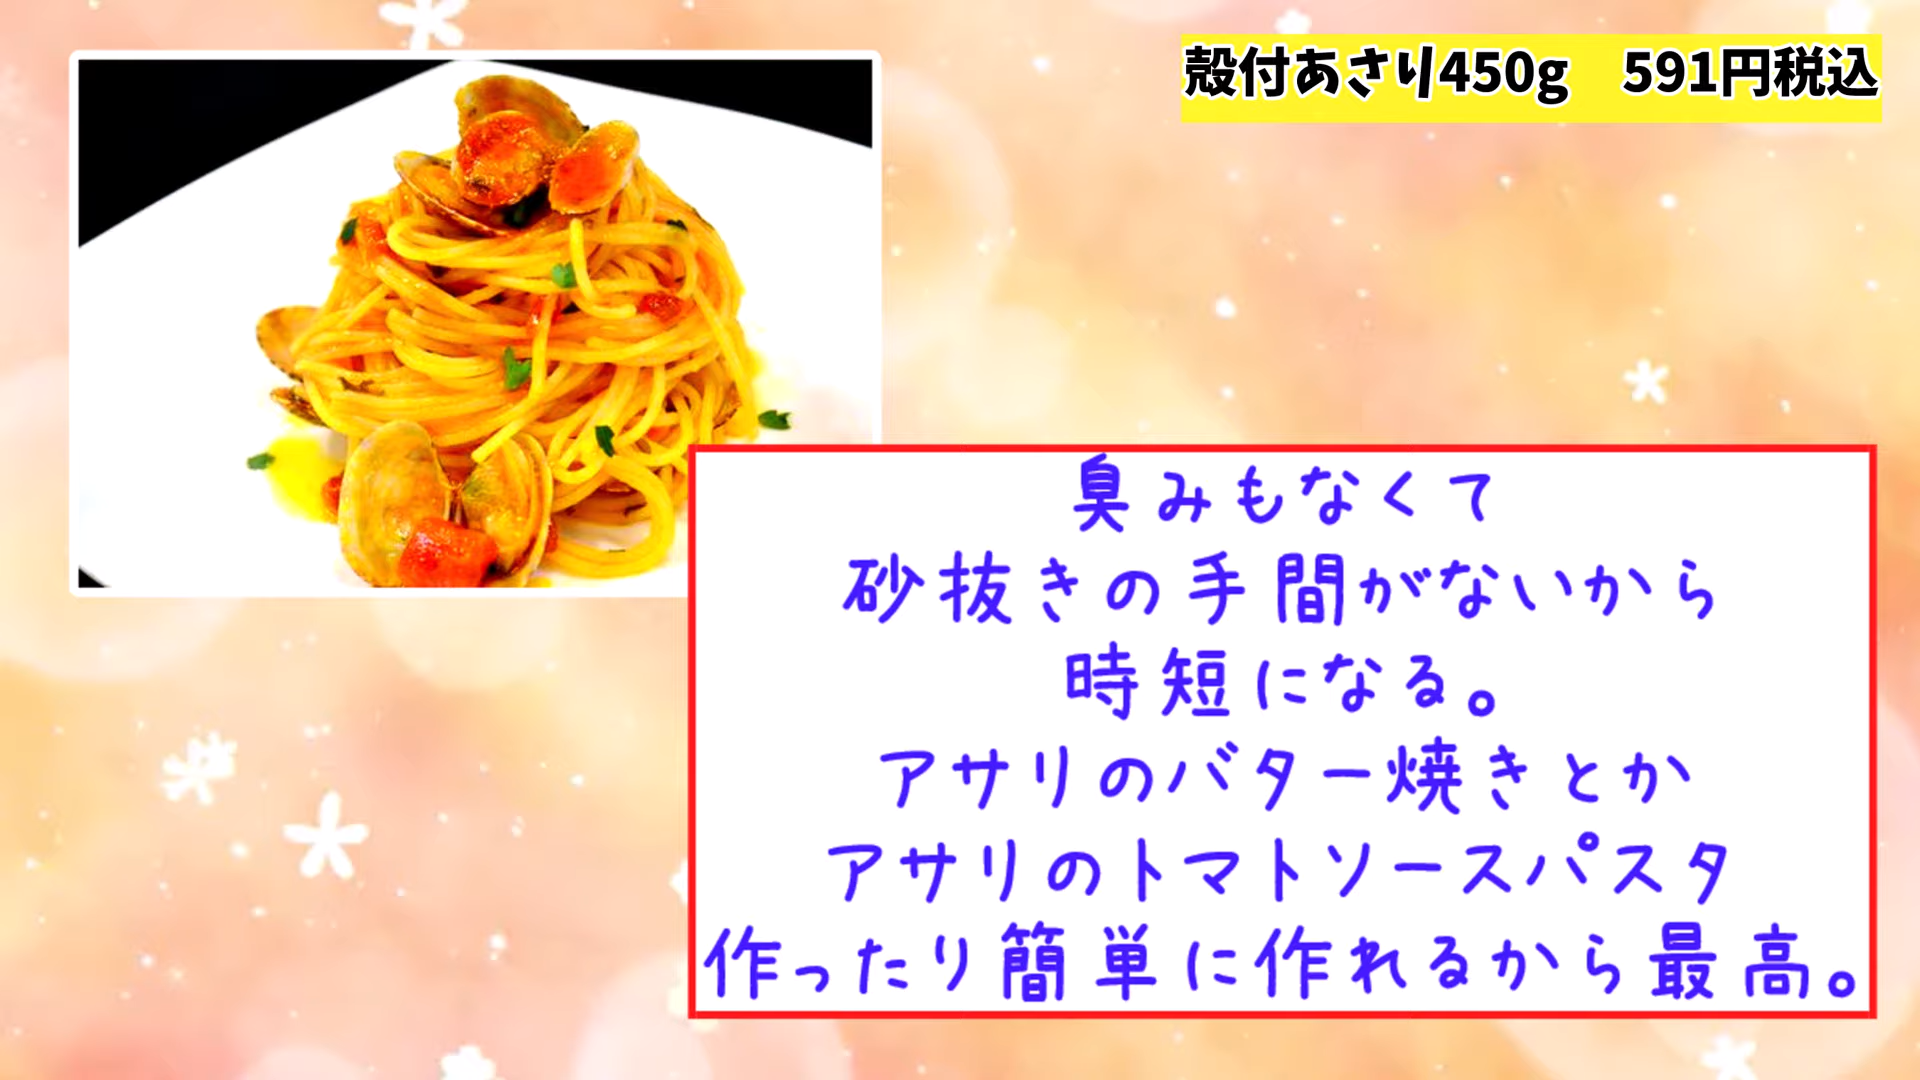 殻付あさり450g　591円税込
臭みもなくて
砂抜きの手間がないから
時短になる。
アサリのバター焼きとか
アサリのトマトソースパスタ
作ったり簡単に作れるから最高。